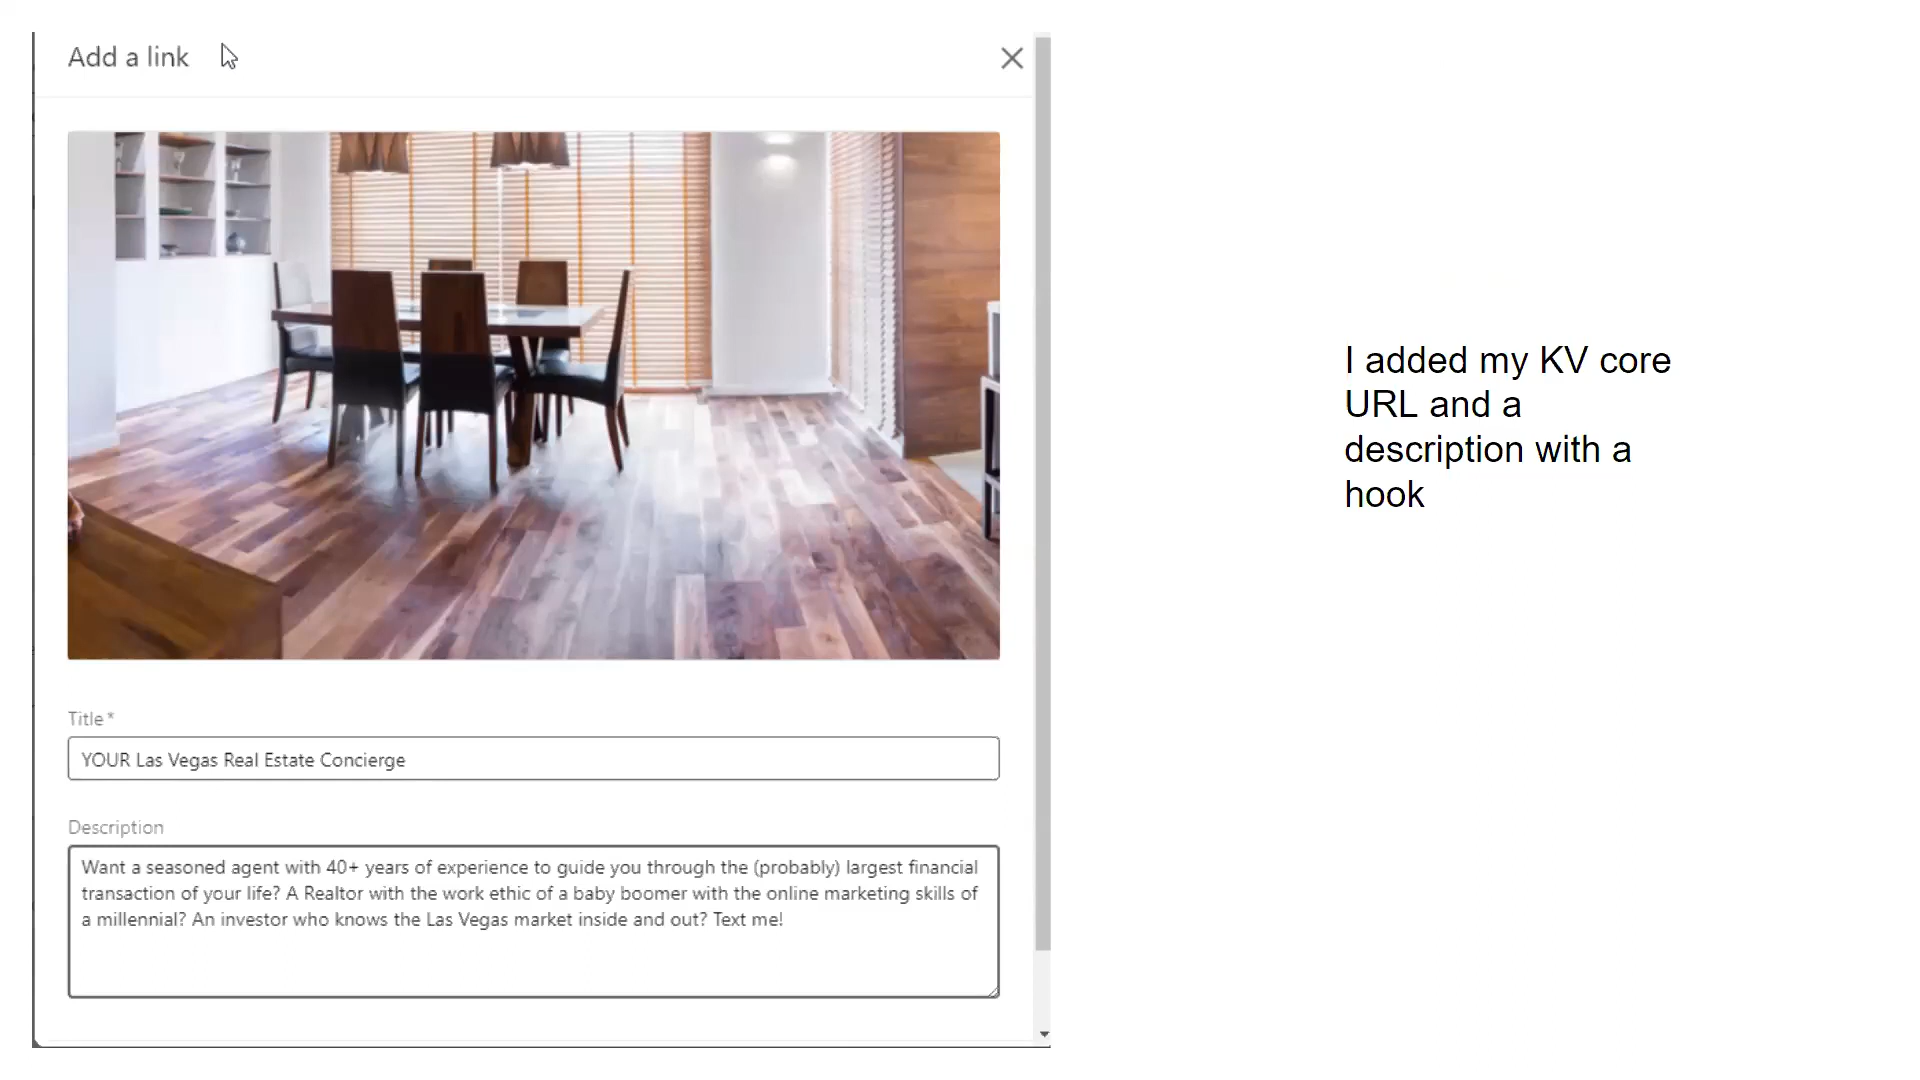 Add a link
Title*
YOUR Las Vegas Real Estate Concierge
Description
Want a seasoned agent with 40+ years of experience to guide you through the (probably) largest financial
transaction of your life? A Realtor with the work ethic of a baby boomer with the online marketing skills of
a millennial? An investor who knows the Las Vegas market inside and out? Text me!
I added my KV core
URL and a
description with a
hook